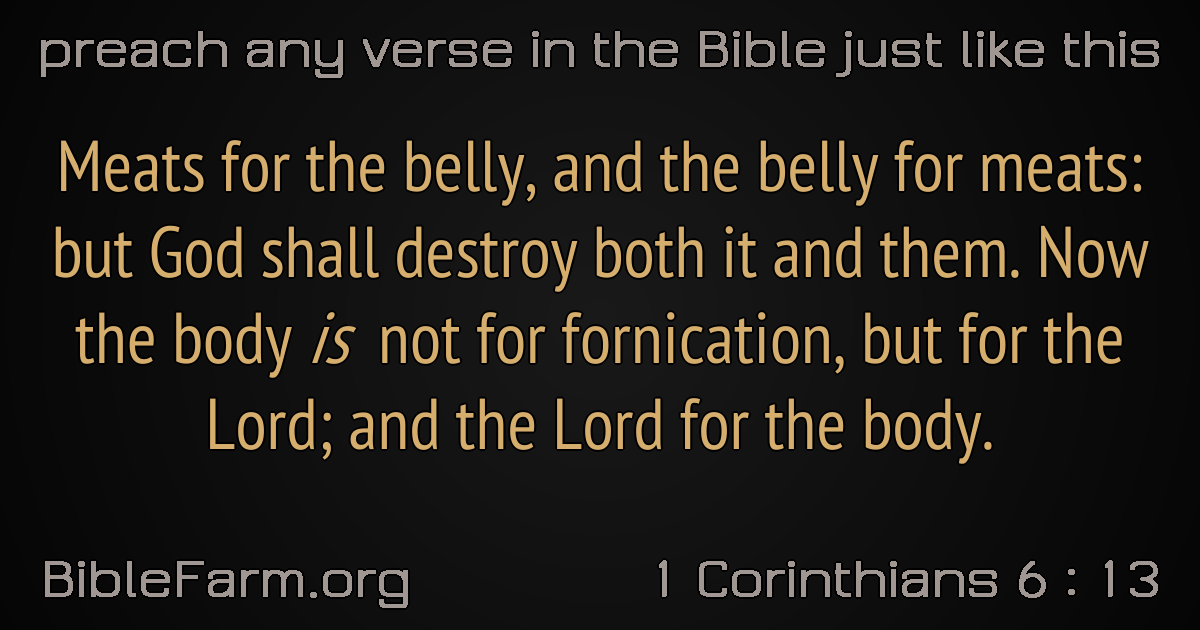 preach any verse in the Bible just like this
Meats for the belly, and the belly for meats:
but God shall destroy both it and them. Now
the body is not for fornication, but for the
Lord; and the Lord for the body.
BibleFarm.org
1 Corinthians 6 : 13